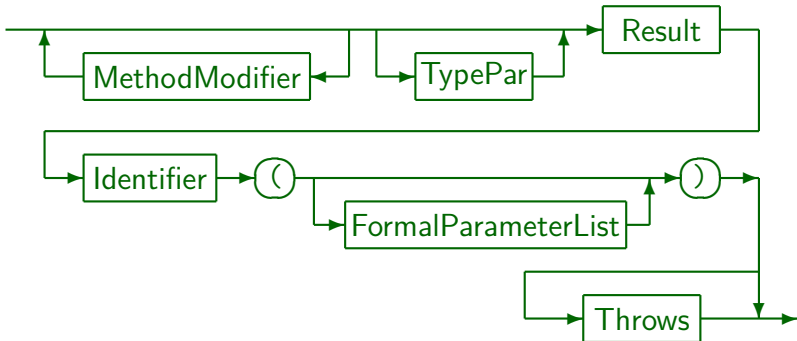 Result
MethodModifier TypePar
Identifier ( )
FormalParameterList
Throws